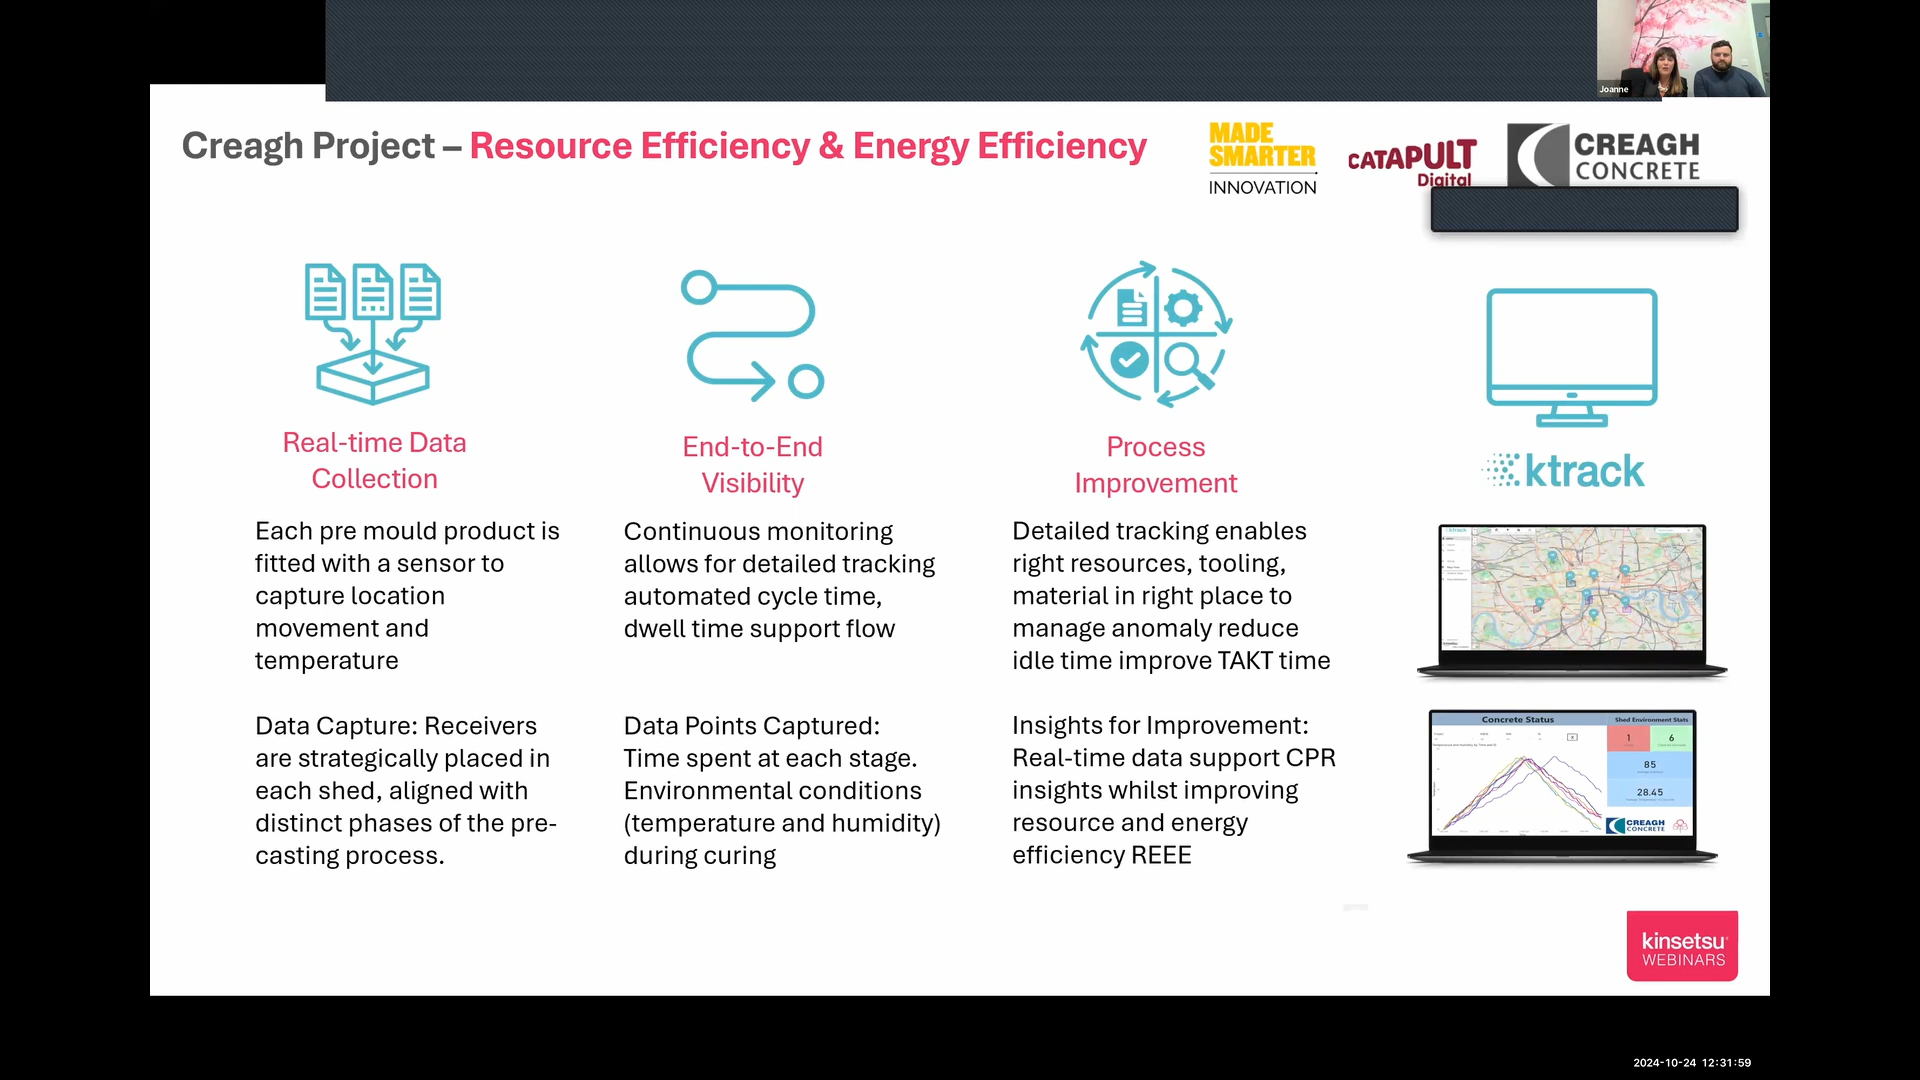 Joanne
Creagh Project – Resource Efficiency & Energy Efficiency
MADE
SMARTER
INNOVATION
CATAPULT
Digital
CREAGH
CONCRETE
Real-time Data
Collection
Each pre mould product is
fitted with a sensor to
capture location
movement and
temperature
Data Capture: Receivers
are strategically placed in
each shed, aligned with
distinct phases of the pre-
casting process.
End-to-End
Visibility
Continuous monitoring
allows for detailed tracking
automated cycle time,
dwell time support flow
Data Points Captured:
Time spent at each stage.
Environmental conditions
(temperature and humidity)
during curing
Process
Improvement
Detailed tracking enables
right resources, tooling,
material in right place to
manage anomaly reduce
idle time improve TAKT time
Insights for Improvement:
Real-time data support CPR
insights whilst improving
resource and energy
efficiency REEE
ktrack
Concrete Status
Shed Environment Stats
1
6
85
28.45
CREAGH
CONCRETE
kinsetsu
WEBINARS
2024-10-24 12:31:59